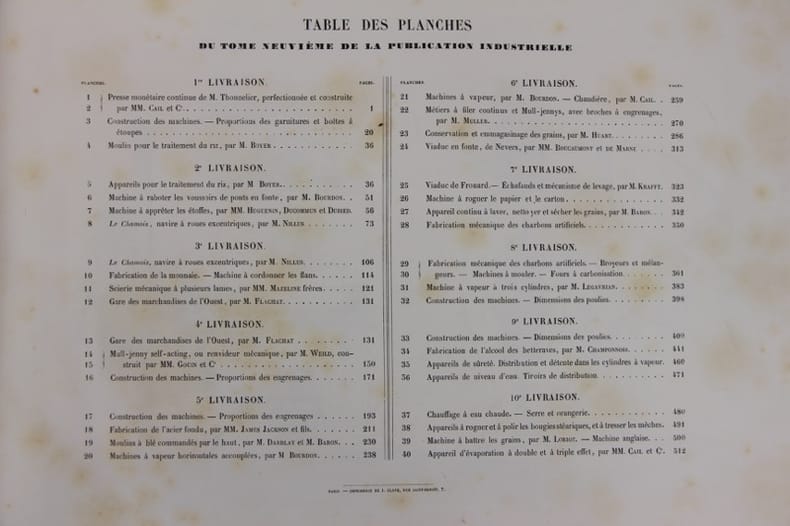 TABLE DES PLANCHES
DU TOME NEUVIÈME DE LA PUBLICATION INDUSTRIELLE
PLANCHES. 1re LIVRAISON. PAGES.
1 Presse monétaire continue de M. Thonnelier, perfectionnée et construite
2 par MM. CAIL et Ce. 1
3 Construction des machines. — Proportions des garnitures et boîtes à
étoupes 20
4 Moulin pour le traitement du riz, par M. BOYER 36
2e LIVRAISON.
5 Appareils pour le traitement du riz, par M BOYER. 36
6 Machine à raboter les voussoirs de ponts en fonte, par M. BOURDON. 51
7 Machine à apprêter les étoffes, par MM. HUGUENIN, DUCOMMUN et DUBIED. 56
8 Le Chamois, navire à roues excentriques, par M. NILLUS 73
3e LIVRAISON.
9 Le Chamois, navire à roues excentriques, par M. NILLUS. 106
10 Fabrication de la monnaie. — Machine à cordonner les flans. 114
11 Scierie mécanique à plusieurs lames, par MM. MAZELINE frères. 121
12 Gare des marchandises de l'Ouest, par M. FLACHAT. 131
4e LIVRAISON.
13 Gare des marchandises de l'Ouest, par M. FLACHAT 131
14 Mull-jenny self-acting, ou renvideur mécanique, par M. WEILD, con-
15 struit par MM. GOUIN et Ce 150
16 Construction des machines. — Proportions des engrenages. 171
5e LIVRAISON.
17 Construction des machines. — Proportions des engrenages 193
18 Fabrication de l'acier fondu, par MM. JAMES JACKSON et fils. 211
19 Moulins à blé commandés par le haut, par M. DARBLAY et M. BARON. 230
20 Machines à vapeur horizontales accouplées, par M BOURDON. 238
PLANCHES 6e LIVRAISON. PAGES.
21 Machines à vapeur, par M. BOURDON. — Chaudière, par M. CAIL. 259
22 Métiers à filer continus et Mull-jennys, avec broches à engrenages,
par M. MULLER. 270
23 Conservation et emmagasinage des grains, par M. HUART. 286
24 Viaduc en fonte, de Nevers, par MM. BOUCAUMONT et DE MARNE 313
7e LIVRAISON.
25 Viaduc de Frouard. — Échafauds et mécanisme de levage, par M. KRAFFT. 323
26 Machine à rogner le papier et le carton. 332
27 Appareil continu à laver, nettoyer et sécher les grains, par M. BARON. 342
28 Fabrication mécanique des charbons artificiels. 350
8e LIVRAISON.
29 Fabrication mécanique des charbons artificiels. — Broyeurs et mélan-
30 geurs. — Machines à mouler. — Fours à carbonisation 361
31 Machine à vapeur à trois cylindres, par M. LEGAVRIAN. 383
32 Construction des machines. — Dimensions des poulies. 398
9e LIVRAISON.
33 Construction des machines. — Dimensions des poulies. 409
34 Fabrication de l'alcool des betteraves, par M. CHAMPONNOIS. 441
35 Appareils de sûreté. Distribution et détente dans les cylindres à vapeur. 460
36 Appareils de niveau d'eau. Tiroirs de distribution. 471
10e LIVRAISON.
37 Chauffage à eau chaude. — Serre et orangerie. 480
38 Appareils à rogner et à polir les bougies stéariques, et à tresser les mèches. 491
39 Machine à battre les grains, par M. LORIOT. — Machine anglaise. 500
40 Appareil d'évaporation à double et à triple effet, par MM. CAIL et Ce. 512
PARIS. — IMPRIMERIE DE J. CLAYE, RUE SAINT-BENOIT, 7.